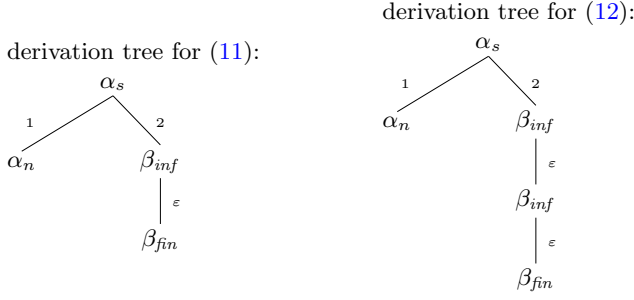 derivation tree for (11):
α_s
1 2
α_n β_inf
ε
β_fin
derivation tree for (12):
α_s
1 2
α_n β_inf
ε
β_inf
ε
β_fin